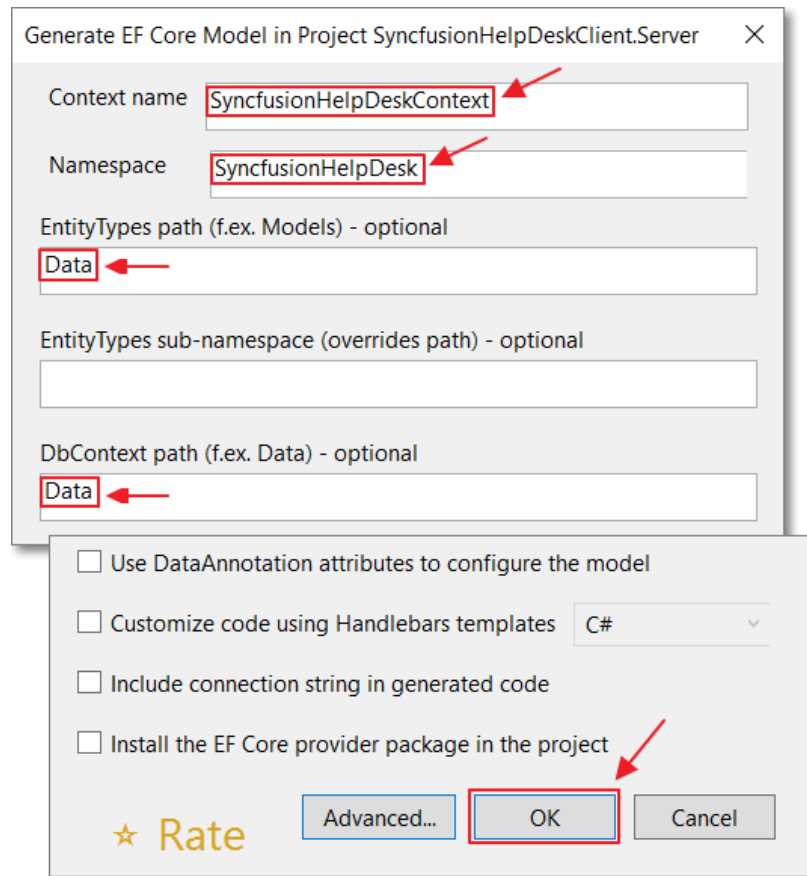 Generate EF Core Model in Project SyncfusionHelpDeskClient.Server
Context name SyncfusionHelpDeskContext
Namespace SyncfusionHelpDesk
EntityTypes path (f.ex. Models) - optional
Data
EntityTypes sub-namespace (overrides path) - optional
DbContext path (f.ex. Data) - optional
Data
Use DataAnnotation attributes to configure the model
Customize code using Handlebars templates C#
Include connection string in generated code
Install the EF Core provider package in the project
Rate Advanced... OK Cancel